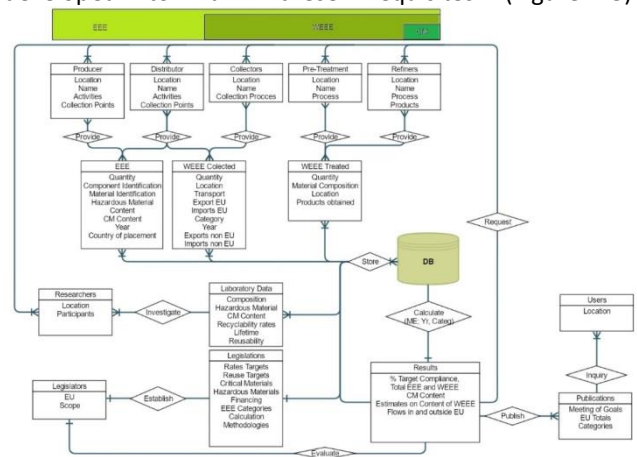 EEE
WEEE
Producer
Location
Name
Activities
Collection Points
Distributor
Location
Name
Activities
Collection Points
Collectors
Location
Name
Collection Procces
Pre-Treatment
Location
Name
Process
Refiners
Location
Name
Process
Products
Provide
Provide
Provide
Provide
Provide
EEE
Quantity
Component Identification
Material Identification
Hazardous Material
Content
CM Content
Year
Country of placement
WEEE Colected
Quantity
Location
Transport
Export EU
Imports EU
Category
Year
Exports non EU
Imports non EU
WEEE Treated
Quantity
Material Composition
Location
Products obtained
Request
Store
DB
Researchers
Location
Participants
Investigate
Laboratory Data
Composition
Hazardous Material
CM Content
Recyclability rates
Lifetime
Reusability
Calculate
(ME; Yr; Categ)
Users
Location
Inquiry
Legislators
EU
Scope
Establish
Legislations
Rates Targets
Reuse Targets
Critical Materials
Hazardous Materials
Financing
EEE Categories
Calculation
Methodologies
Results
% Target Compliance,
Total EEE and WEEE
CM Content
Estimates on Content of WEEE
Flows in and outside EU
Publish
Publications
Meeting of Goals
EU Totals
Categories
Evaluate